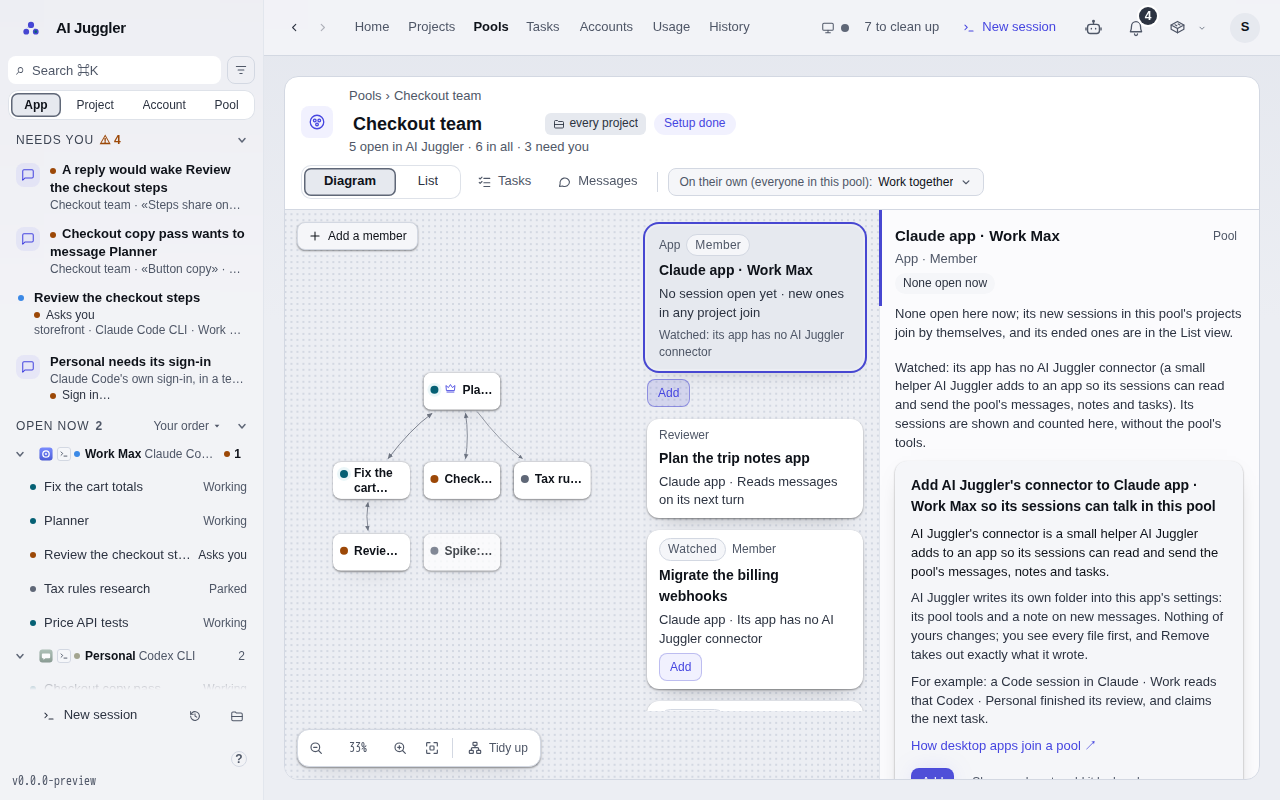 AI Juggler
Search ⌘K
App Project Account Pool
NEEDS YOU 4
A reply would wake Review the checkout steps
Checkout team · «Steps share on…
Checkout copy pass wants to message Planner
Checkout team · «Button copy» · …
Review the checkout steps
Asks you
storefront · Claude Code CLI · Work …
Personal needs its sign-in
Claude Code's own sign-in, in a te…
Sign in…
OPEN NOW 2 Your order
Work Max Claude Co… 1
Fix the cart totals Working
Planner Working
Review the checkout st… Asks you
Tax rules research Parked
Price API tests Working
Personal Codex CLI 2
Checkout copy pass Working
New session
?
v0.0.0-preview
Home Projects Pools Tasks Accounts Usage History
7 to clean up
New session
4
S
Pools › Checkout team
Checkout team
every project
Setup done
5 open in AI Juggler · 6 in all · 3 need you
Diagram List Tasks Messages
On their own (everyone in this pool): Work together
Add a member
Pla…
Fix the cart…
Check…
Tax ru…
Revie…
Spike:…
33%
Tidy up
App Member
Claude app · Work Max
No session open yet · new ones in any project join
Watched: its app has no AI Juggler connector
Add
Reviewer
Plan the trip notes app
Claude app · Reads messages on its next turn
Watched Member
Migrate the billing webhooks
Claude app · Its app has no AI Juggler connector
Add
Claude app · Work Max Pool
App · Member
None open now
None open here now; its new sessions in this pool's projects join by themselves, and its ended ones are in the List view.
Watched: its app has no AI Juggler connector (a small helper AI Juggler adds to an app so its sessions can read and send the pool's messages, notes and tasks). Its sessions are shown and counted here, without the pool's tools.
Add AI Juggler's connector to Claude app · Work Max so its sessions can talk in this pool
AI Juggler's connector is a small helper AI Juggler adds to an app so its sessions can read and send the pool's messages, notes and tasks.
AI Juggler writes its own folder into this app's settings: its pool tools and a note on new messages. Nothing of yours changes; you see every file first, and Remove takes out exactly what it wrote.
For example: a Code session in Claude · Work reads that Codex · Personal finished its review, and claims the next task.
How desktop apps join a pool ↗